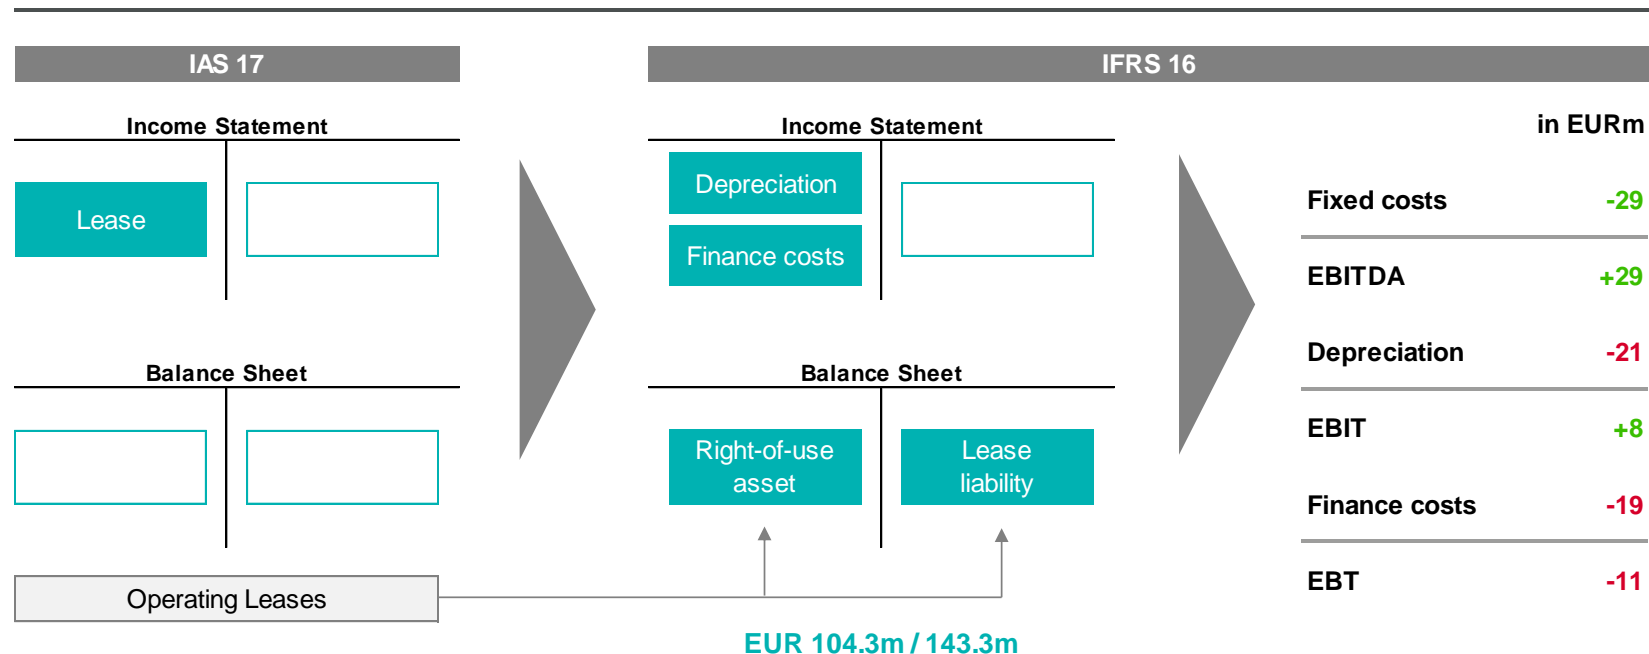 IAS 17
IFRS 16
Income Statement
Lease
Balance Sheet
Operating Leases
Income Statement
Depreciation
Finance costs
Balance Sheet
Right-of-use
asset
Lease
liability
EUR 104.3m / 143.3m
in EURm
Fixed costs -29
EBITDA +29
Depreciation -21
EBIT +8
Finance costs -19
EBT -11